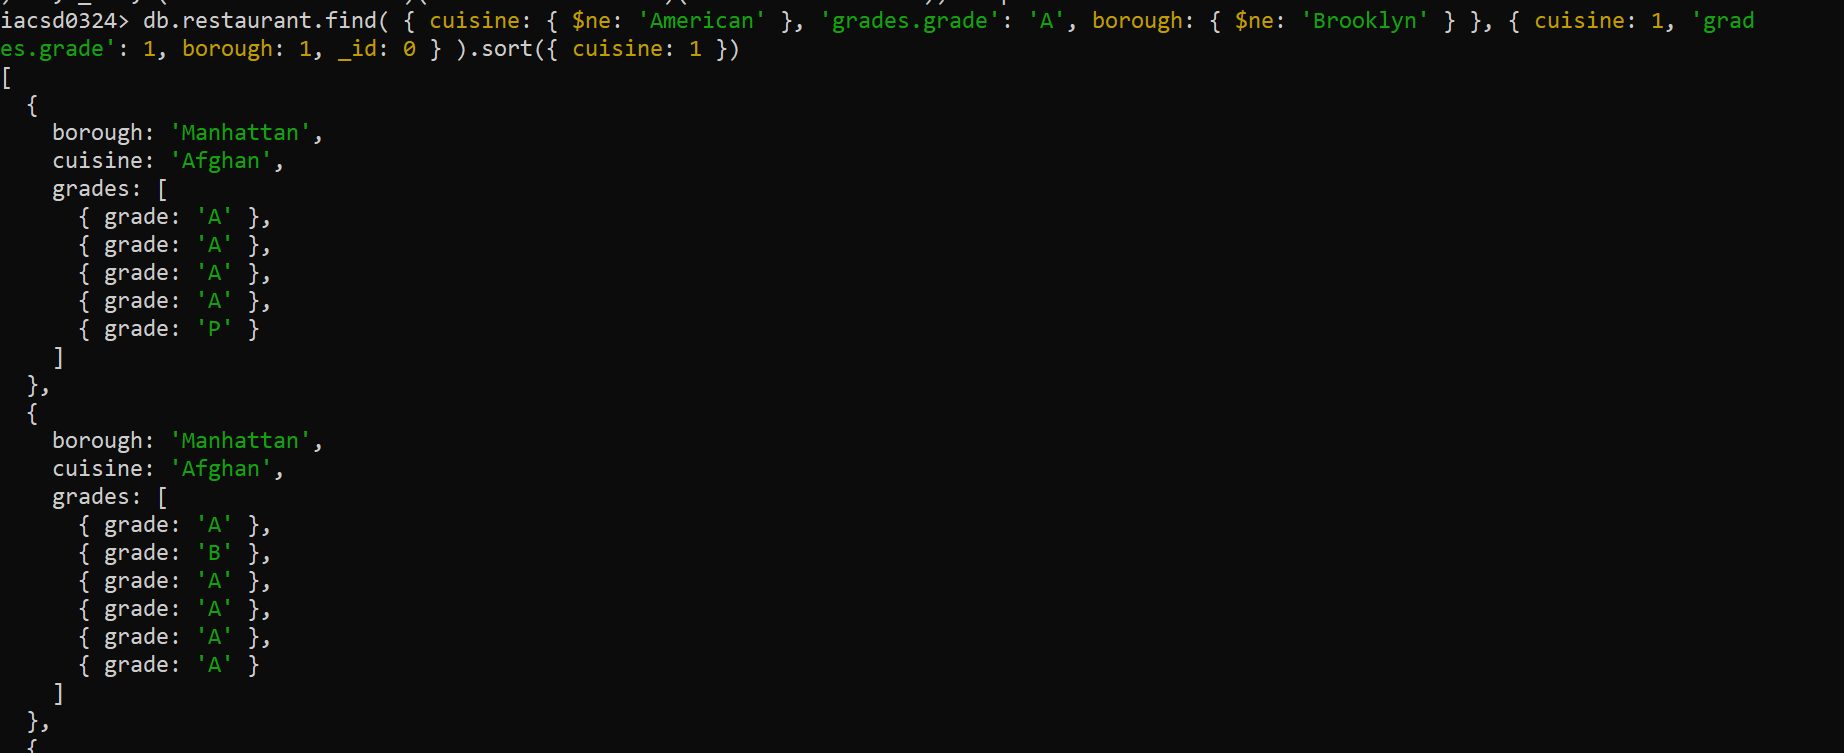 iacsd0324> db.restaurant.find( { cuisine: { $ne: 'American' }, 'grades.grade': 'A', borough: { $ne: 'Brooklyn' } }, { cuisine: 1, 'grad
es.grade': 1, borough: 1, _id: 0 } ).sort({ cuisine: 1 })
[
  {
    borough: 'Manhattan',
    cuisine: 'Afghan',
    grades: [
      { grade: 'A' },
      { grade: 'A' },
      { grade: 'A' },
      { grade: 'A' },
      { grade: 'P' }
    ]
  },
  {
    borough: 'Manhattan',
    cuisine: 'Afghan',
    grades: [
      { grade: 'A' },
      { grade: 'B' },
      { grade: 'A' },
      { grade: 'A' },
      { grade: 'A' },
      { grade: 'A' }
    ]
  },
  {